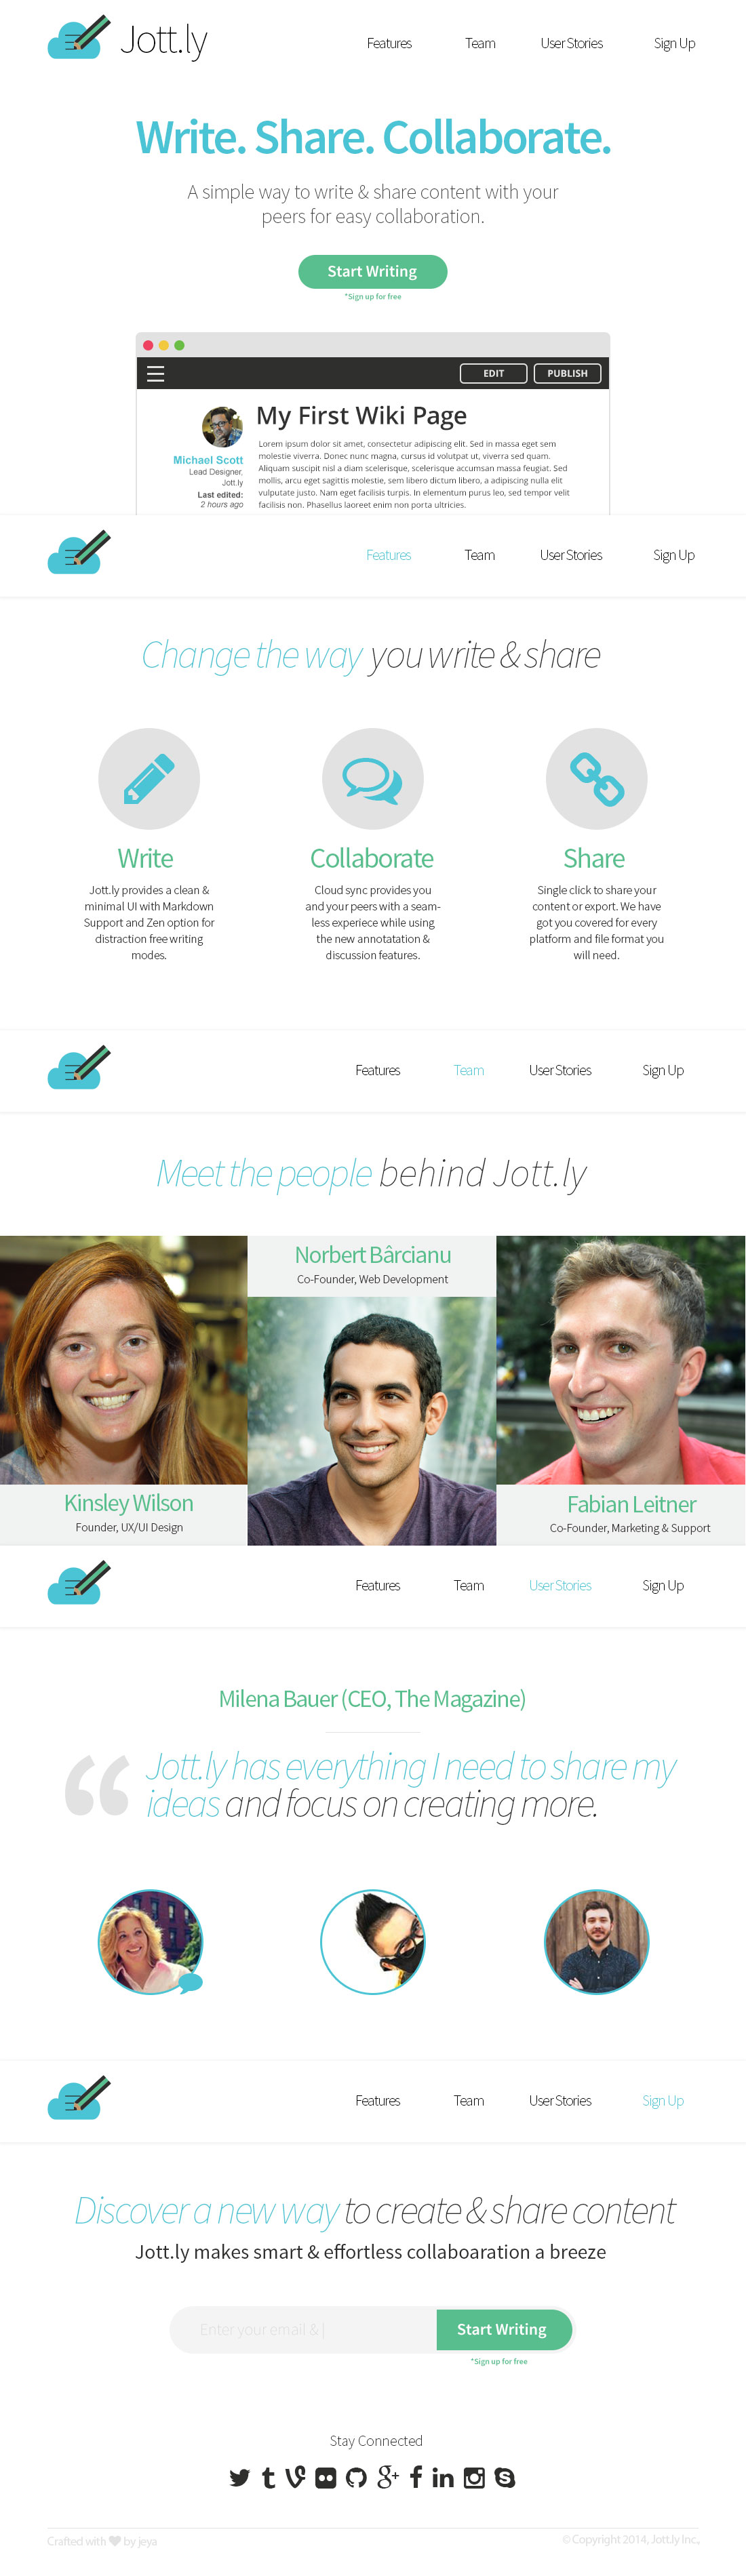 Jott.ly
Features Team User Stories Sign Up
Write. Share. Collaborate.
A simple way to write & share content with your
peers for easy collaboration.
Start Writing
*Sign up for free
EDIT PUBLISH
My First Wiki Page
Michael Scott
Lead Designer,
Jott.ly
Last edited:
2 hours ago
Lorem ipsum dolor sit amet, consectetur adipiscing elit. Sed in massa eget sem
molestie viverra. Donec nunc magna, cursus id volutpat ut, viverra sed quam.
Aliquam suscipit nisl a diam scelerisque, scelerisque accumsan massa feugiat. Sed
mollis, arcu eget sagittis molestie, sem libero dictum libero, a adipiscing nulla elit
vulputate justo. Nam eget facilisis turpis. In elementum purus leo, sed tempor velit
facilisis non. Phasellus laoreet enim non porta ultricies.
Features Team User Stories Sign Up
Change the way you write & share
Write
Jott.ly provides a clean &
minimal UI with Markdown
Support and Zen option for
distraction free writing
modes.
Collaborate
Cloud sync provides you
and your peers with a seam-
less experiece while using
the new annotatation &
discussion features.
Share
Single click to share your
content or export. We have
got you covered for every
platform and file format you
will need.
Features Team User Stories Sign Up
Meet the people behind Jott.ly
Norbert Bârcianu
Co-Founder, Web Development
Kinsley Wilson
Founder, UX/UI Design
Fabian Leitner
Co-Founder, Marketing & Support
Features Team User Stories Sign Up
Milena Bauer (CEO, The Magazine)
“ Jott.ly has everything I need to share my
ideas and focus on creating more.
Features Team User Stories Sign Up
Discover a new way to create & share content
Jott.ly makes smart & effortless collaboaration a breeze
Enter your email & |
Start Writing
*Sign up for free
Stay Connected
Crafted with ♥ by jeya
© Copyright 2014, Jott.ly Inc.,